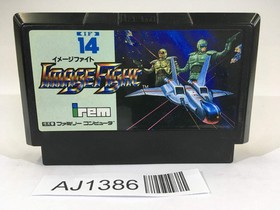 14
イメージファイト
IMAGE FIGHT
TM
irem
ファミリー コンピュータ
AJ1386